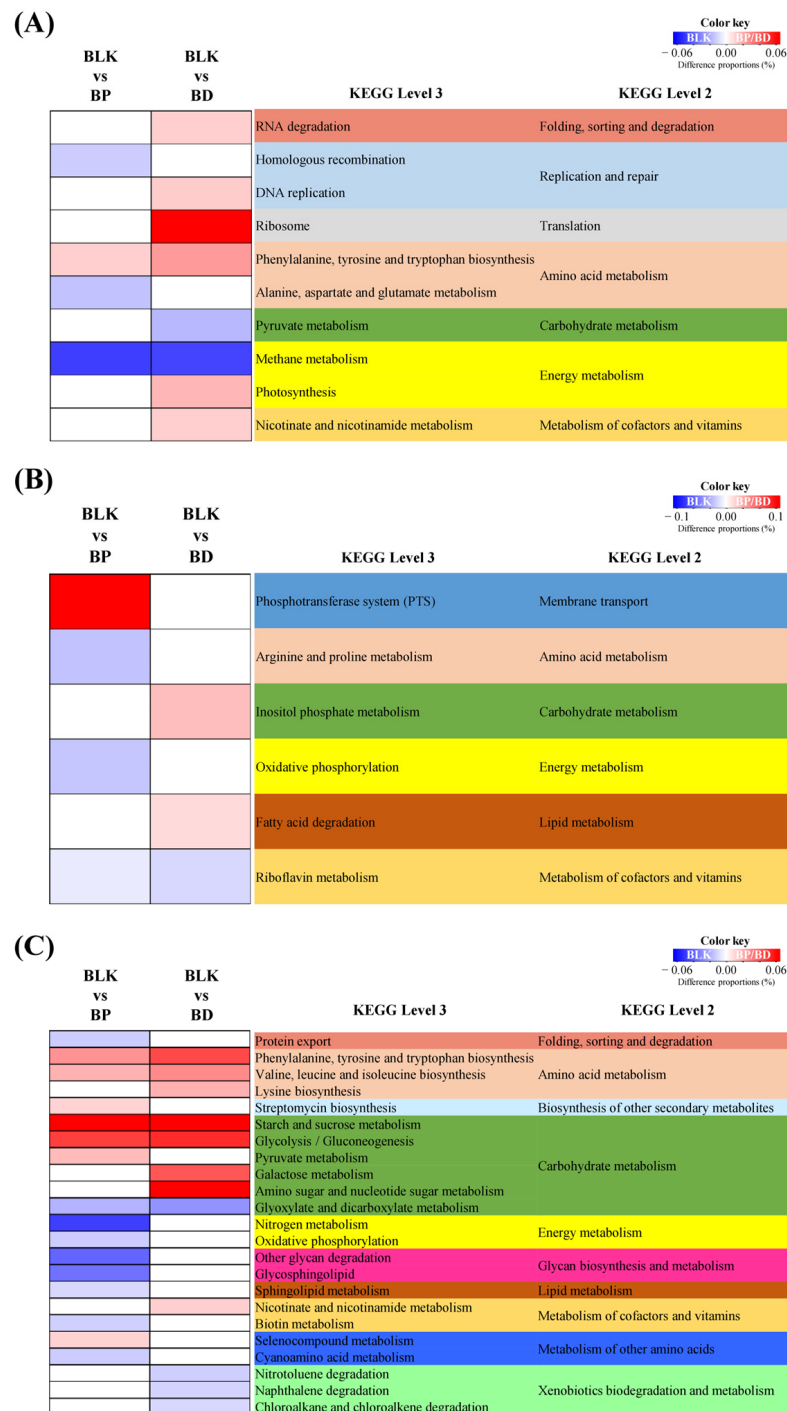 (A)
Color key
BLK BP/BD
− 0.06 0.00 0.06
Difference proportions (%)
BLK
vs
BP
BLK
vs
BD
KEGG Level 3
KEGG Level 2
RNA degradation
Folding, sorting and degradation
Homologous recombination
Replication and repair
DNA replication
Ribosome
Translation
Phenylalanine, tyrosine and tryptophan biosynthesis
Amino acid metabolism
Alanine, aspartate and glutamate metabolism
Pyruvate metabolism
Carbohydrate metabolism
Methane metabolism
Energy metabolism
Photosynthesis
Nicotinate and nicotinamide metabolism
Metabolism of cofactors and vitamins
(B)
Color key
BLK BP/BD
− 0.1 0.00 0.1
Difference proportions (%)
BLK
vs
BP
BLK
vs
BD
KEGG Level 3
KEGG Level 2
Phosphotransferase system (PTS)
Membrane transport
Arginine and proline metabolism
Amino acid metabolism
Inositol phosphate metabolism
Carbohydrate metabolism
Oxidative phosphorylation
Energy metabolism
Fatty acid degradation
Lipid metabolism
Riboflavin metabolism
Metabolism of cofactors and vitamins
(C)
Color key
BLK BP/BD
− 0.06 0.00 0.06
Difference proportions (%)
BLK
vs
BP
BLK
vs
BD
KEGG Level 3
KEGG Level 2
Protein export
Folding, sorting and degradation
Phenylalanine, tyrosine and tryptophan biosynthesis
Valine, leucine and isoleucine biosynthesis
Amino acid metabolism
Lysine biosynthesis
Streptomycin biosynthesis
Biosynthesis of other secondary metabolites
Starch and sucrose metabolism
Glycolysis / Gluconeogenesis
Pyruvate metabolism
Carbohydrate metabolism
Galactose metabolism
Amino sugar and nucleotide sugar metabolism
Glyoxylate and dicarboxylate metabolism
Nitrogen metabolism
Energy metabolism
Oxidative phosphorylation
Other glycan degradation
Glycan biosynthesis and metabolism
Glycosphingolipid
Sphingolipid metabolism
Lipid metabolism
Nicotinate and nicotinamide metabolism
Metabolism of cofactors and vitamins
Biotin metabolism
Selenocompound metabolism
Metabolism of other amino acids
Cyanoamino acid metabolism
Nitrotoluene degradation
Naphthalene degradation
Xenobiotics biodegradation and metabolism
Chloroalkane and chloroalkene degradation